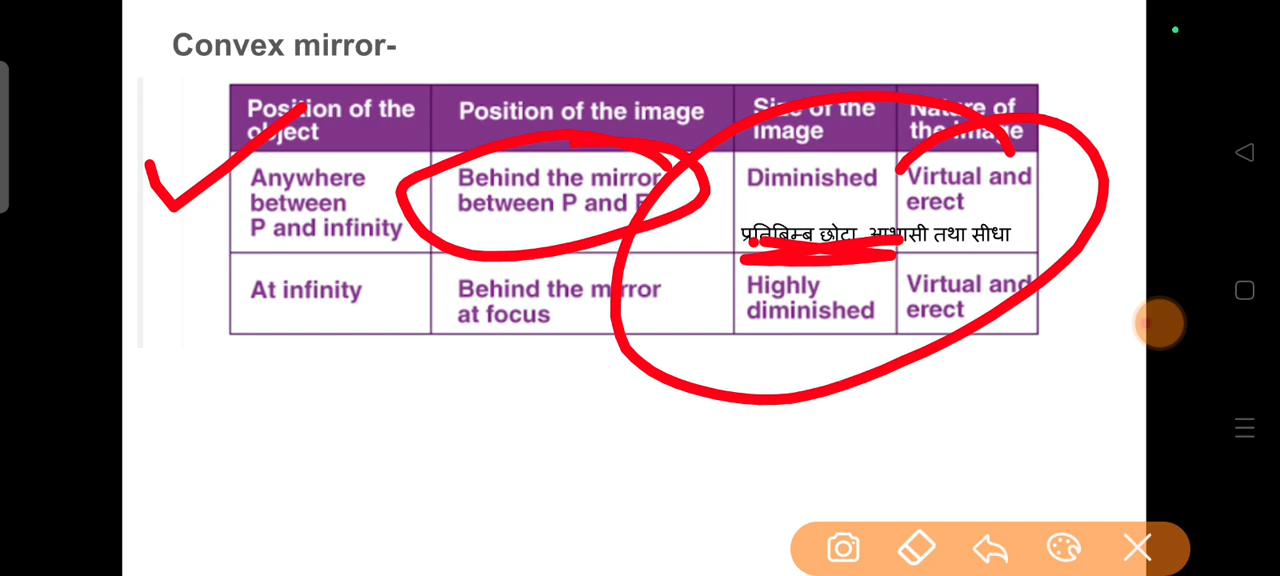 Convex mirror-
Position of the object
Position of the image
Size of the image
Nature of the image
Anywhere between P and infinity
Behind the mirror between P and F
Diminished
Virtual and erect
प्रतिबिम्ब छोटा, आभासी तथा सीधा
At infinity
Behind the mirror at focus
Highly diminished
Virtual and erect